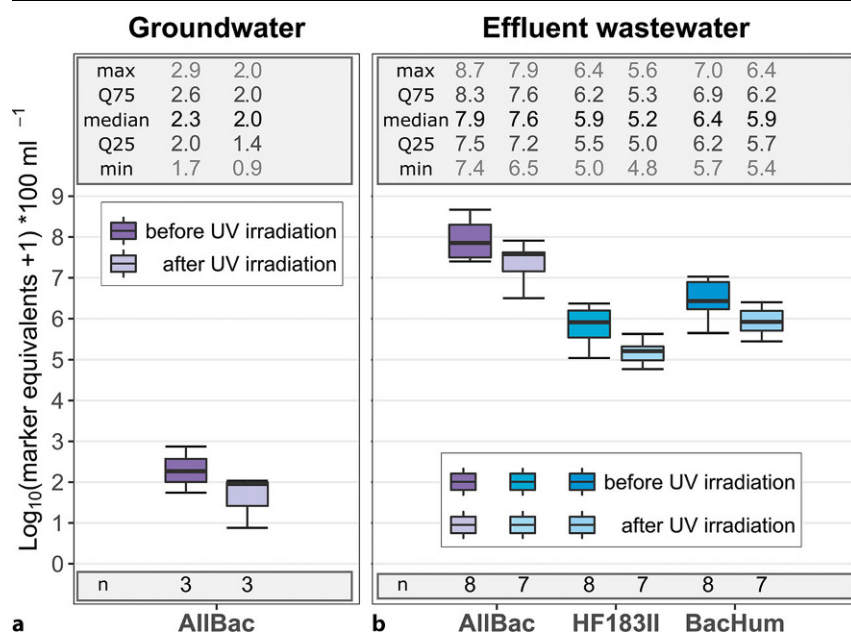 Groundwater Effluent wastewater
max 2.9 2.0 max 8.7 7.9 6.4 5.6 7.0 6.4
Q75 2.6 2.0 Q75 8.3 7.6 6.2 5.3 6.9 6.2
median 2.3 2.0 median 7.9 7.6 5.9 5.2 6.4 5.9
Q25 2.0 1.4 Q25 7.5 7.2 5.5 5.0 6.2 5.7
min 1.7 0.9 min 7.4 6.5 5.0 4.8 5.7 5.4
Log₁₀(marker equivalents +1) *100 ml ⁻¹
9
8
7
6
5
4
3
2
1
0
before UV irradiation
after UV irradiation
before UV irradiation
after UV irradiation
n 3 3 n 8 7 8 7 8 7
a AllBac b AllBac HF183II BacHum